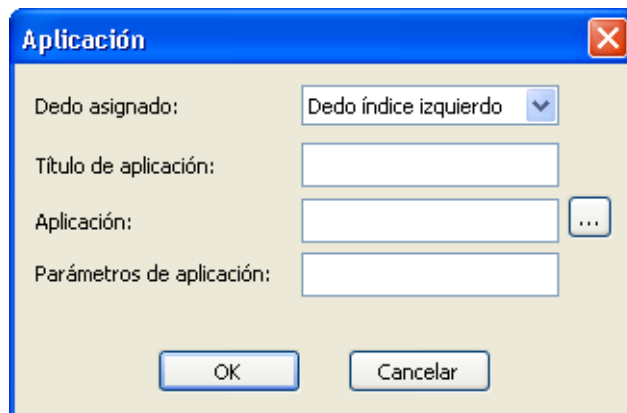 Aplicación
Dedo asignado: Dedo índice izquierdo
Título de aplicación:
Aplicación: ...
Parámetros de aplicación:
OK Cancelar